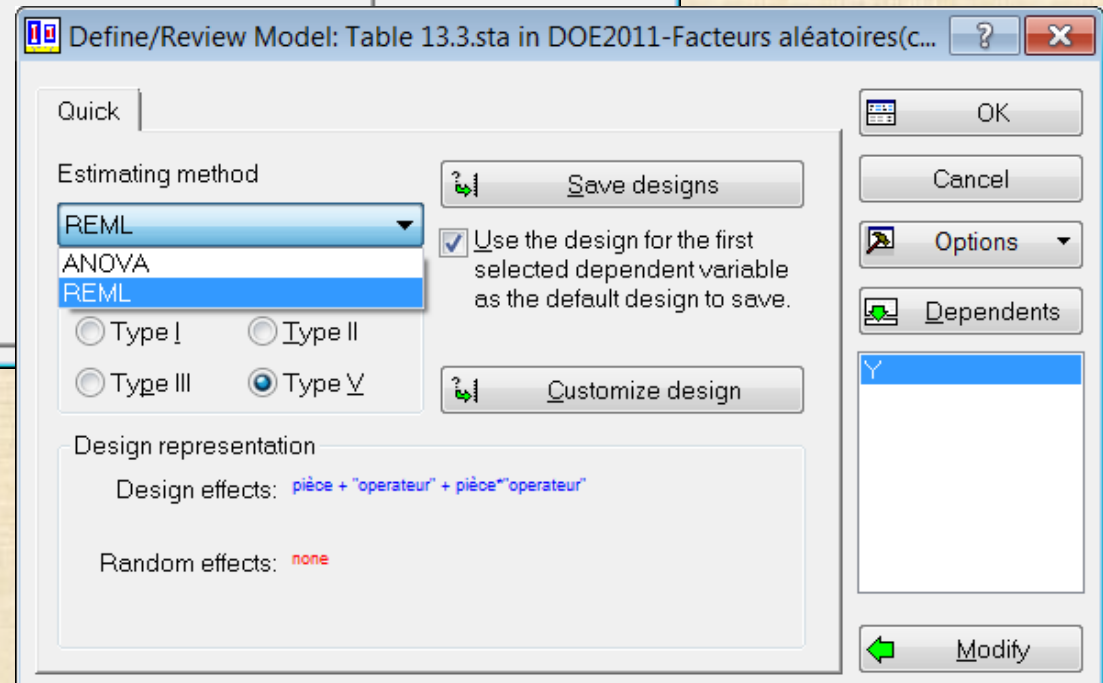 Define/Review Model: Table 13.3.sta in DOE2011-Facteurs aléatoires(c...
Quick
Estimating method
REML
ANOVA
REML
Type I
Type II
Type III
Type V
Save designs
Use the design for the first
selected dependent variable
as the default design to save.
Customize design
Design representation
Design effects: pièce + "operateur" + pièce*"operateur"
Random effects: none
OK
Cancel
Options
Dependents
Y
Modify